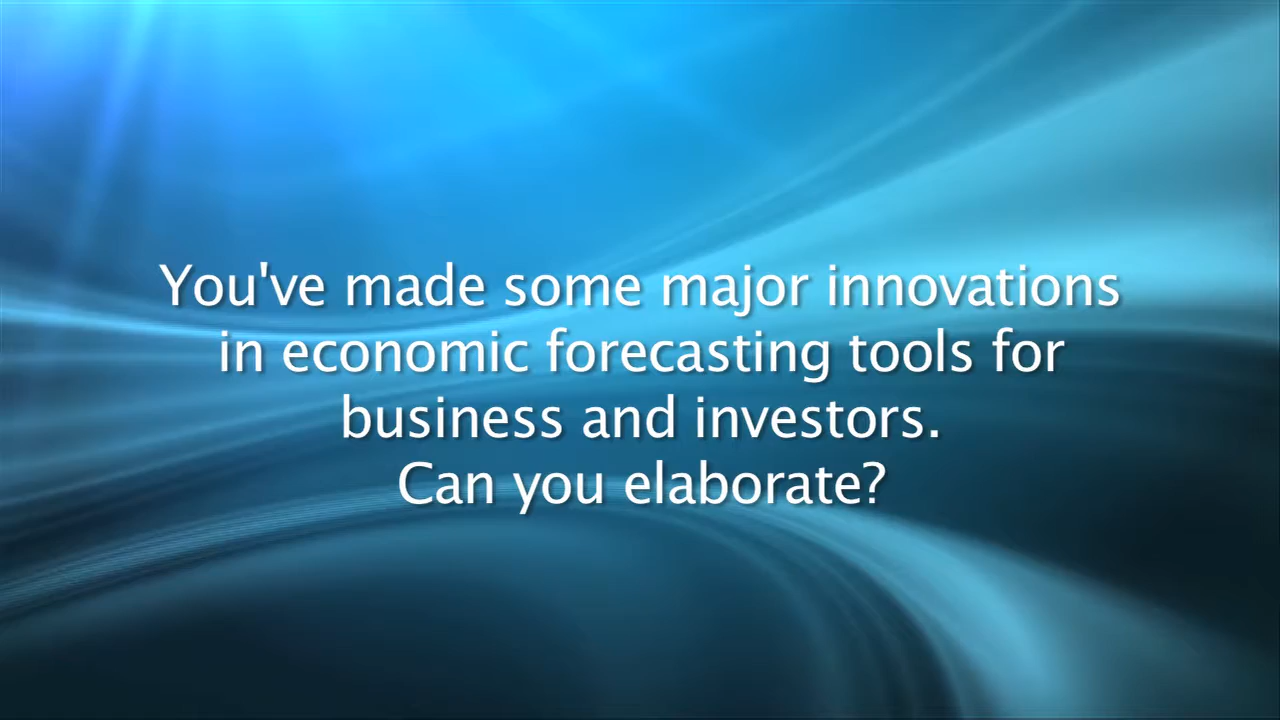 You've made some major innovations
in economic forecasting tools for
business and investors.
Can you elaborate?